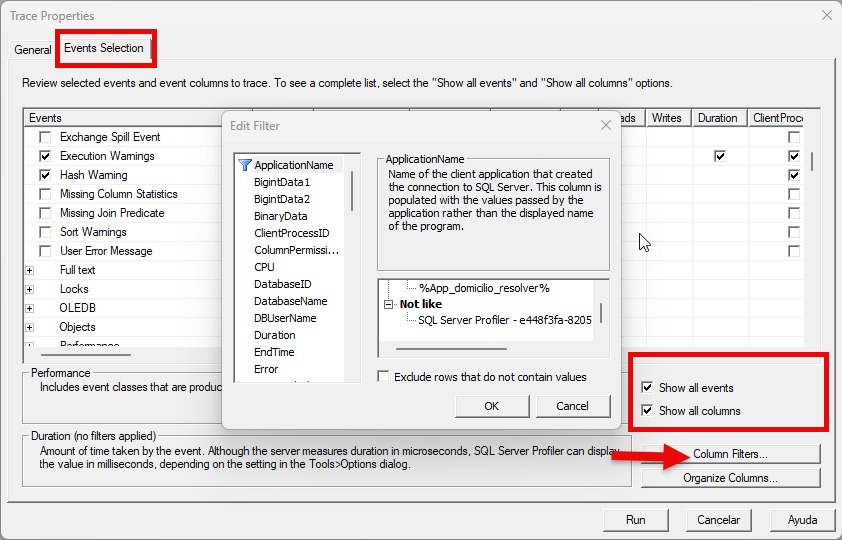 Trace Properties
General
Events Selection
Review selected events and event columns to trace. To see a complete list, select the "Show all events" and "Show all columns" options.
Events
Writes
Duration
Exchange Spill Event
Execution Warnings
Hash Warning
Missing Column Statistics
Missing Join Predicate
Sort Warnings
User Error Message
Full text
Locks
OLEDB
Objects
Performance
Edit Filter
ApplicationName
BigintData1
BigintData2
BinaryData
ClientProcessID
ColumnPermissi...
CPU
DatabaseID
DatabaseName
DBUserName
Duration
EndTime
Error
ApplicationName
Name of the client application that created
the connection to SQL Server. This column is
populated with the values passed by the
application rather than the displayed name
of the program.
%App_domicilio_resolver%
Not like
SQL Server Profiler - e448f3fa-8205
Exclude rows that do not contain values
OK
Cancel
Performance
Includes event classes that are produc
Show all events
Show all columns
Duration (no filters applied)
Amount of time taken by the event. Although the server measures duration in microseconds, SQL Server Profiler can display
the value in milliseconds, depending on the setting in the Tools>Options dialog.
Column Filters...
Organize Columns...
Run
Cancelar
Ayuda